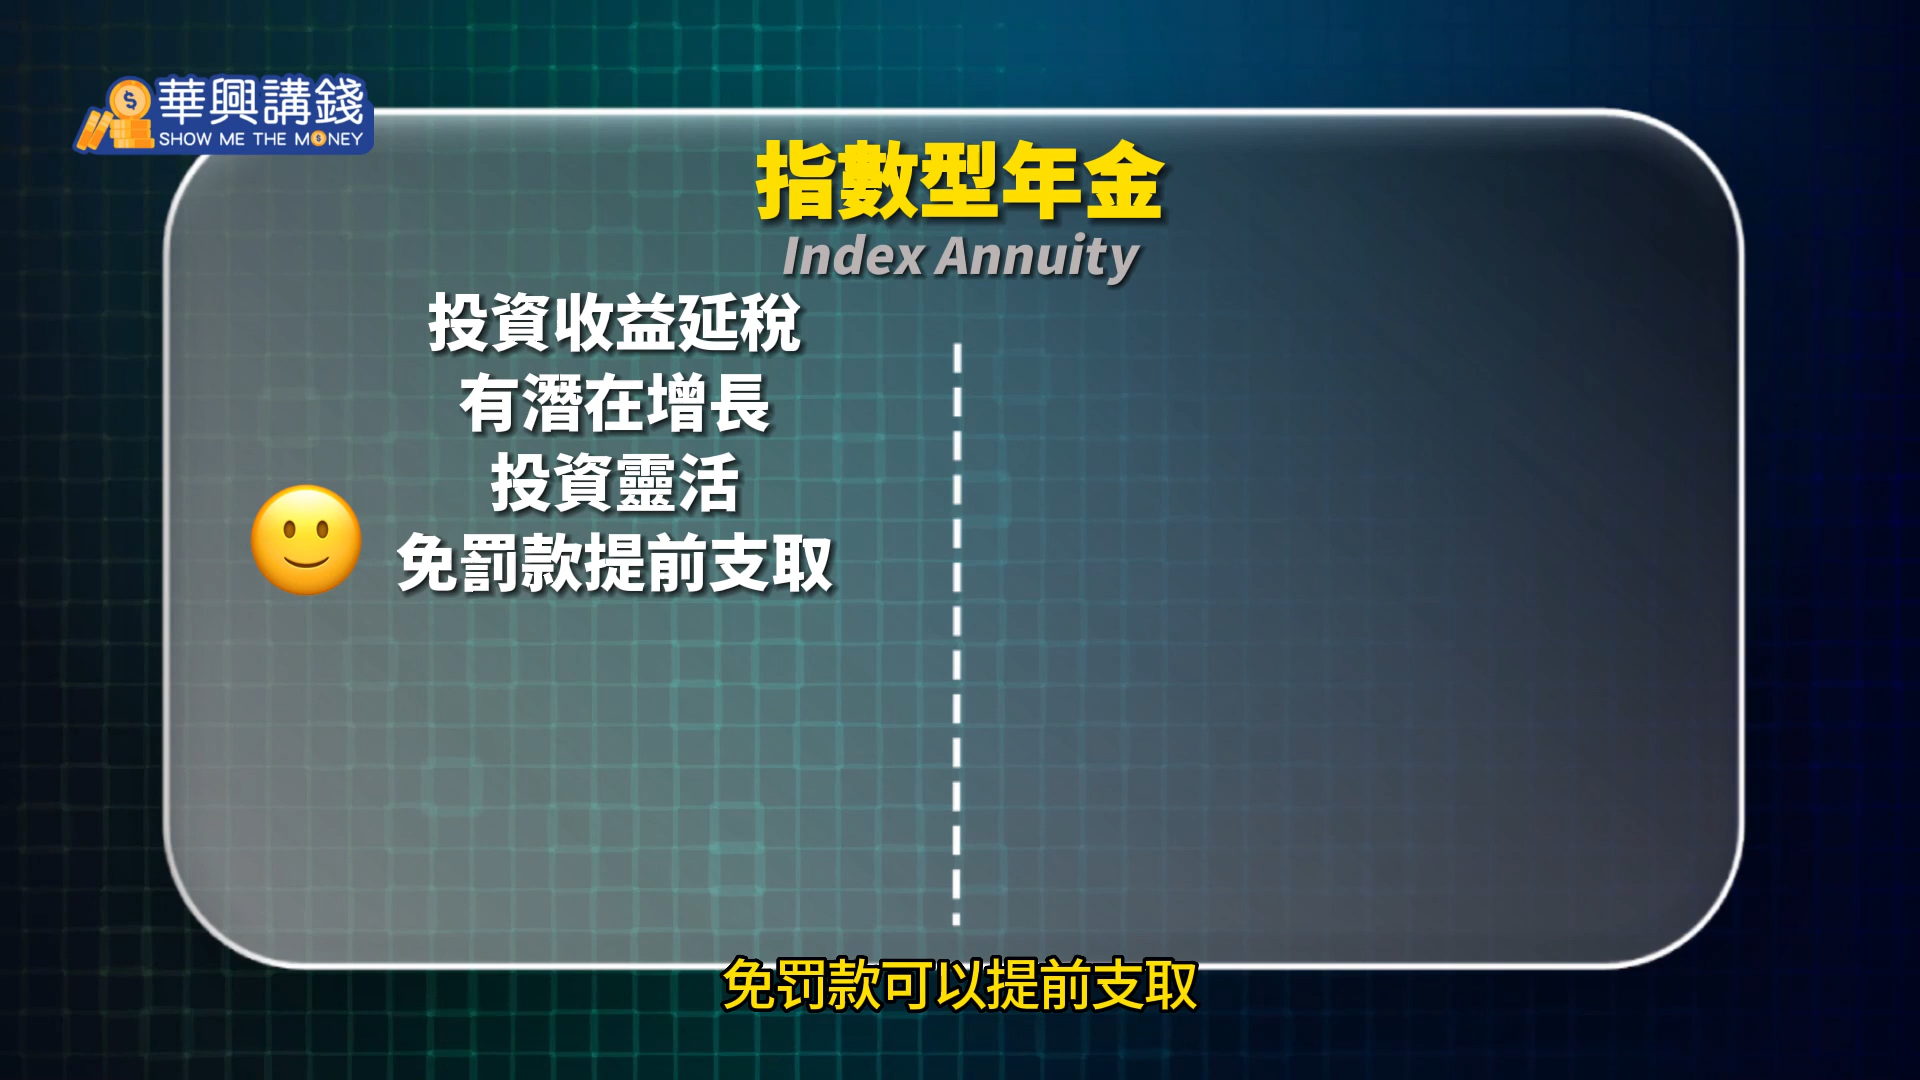 華興講錢
SHOW ME THE MONEY
指數型年金
Index Annuity
投資收益延稅
有潛在增長
投資靈活
免罰款提前支取
免罰款可以提前支取